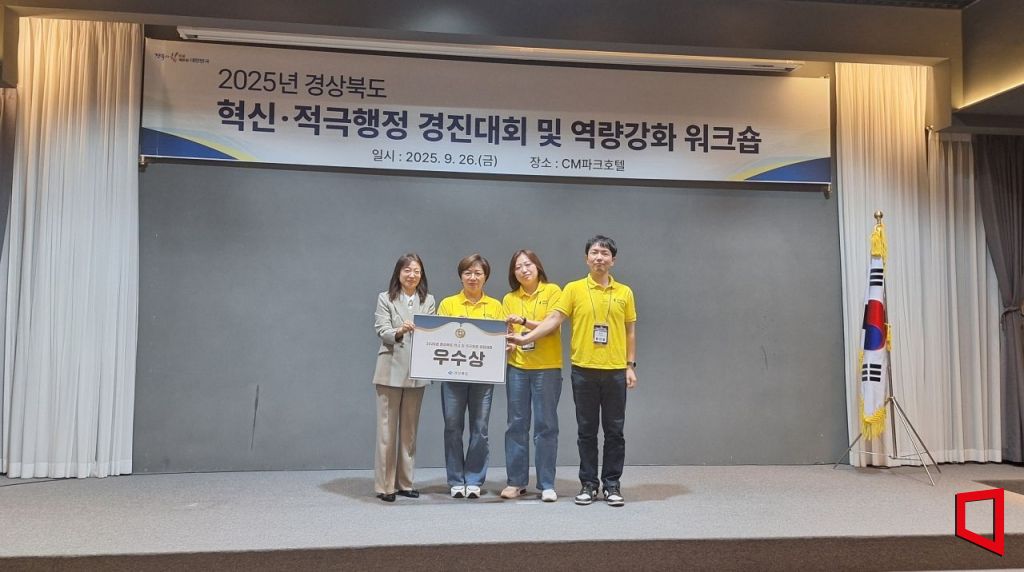 2025년 경상북도
혁신·적극행정 경진대회 및 역량강화 워크숍
일시 : 2025. 9. 26.(금) 장소 : CM파크호텔
우수상